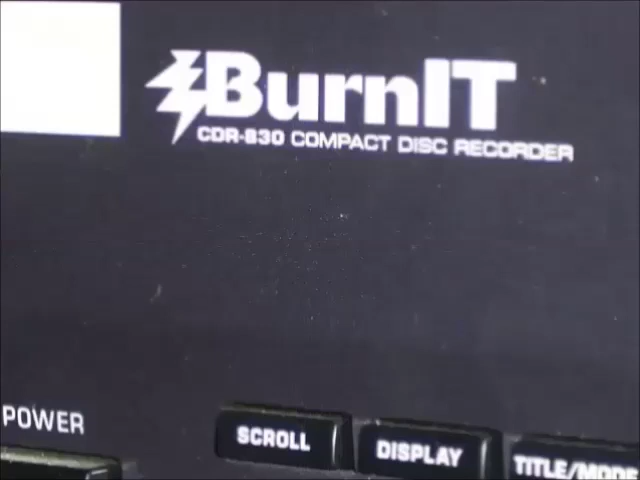 BurnIT
CDR-830 COMPACT DISC RECORDER
POWER
SCROLL
DISPLAY
TITLE/MODE